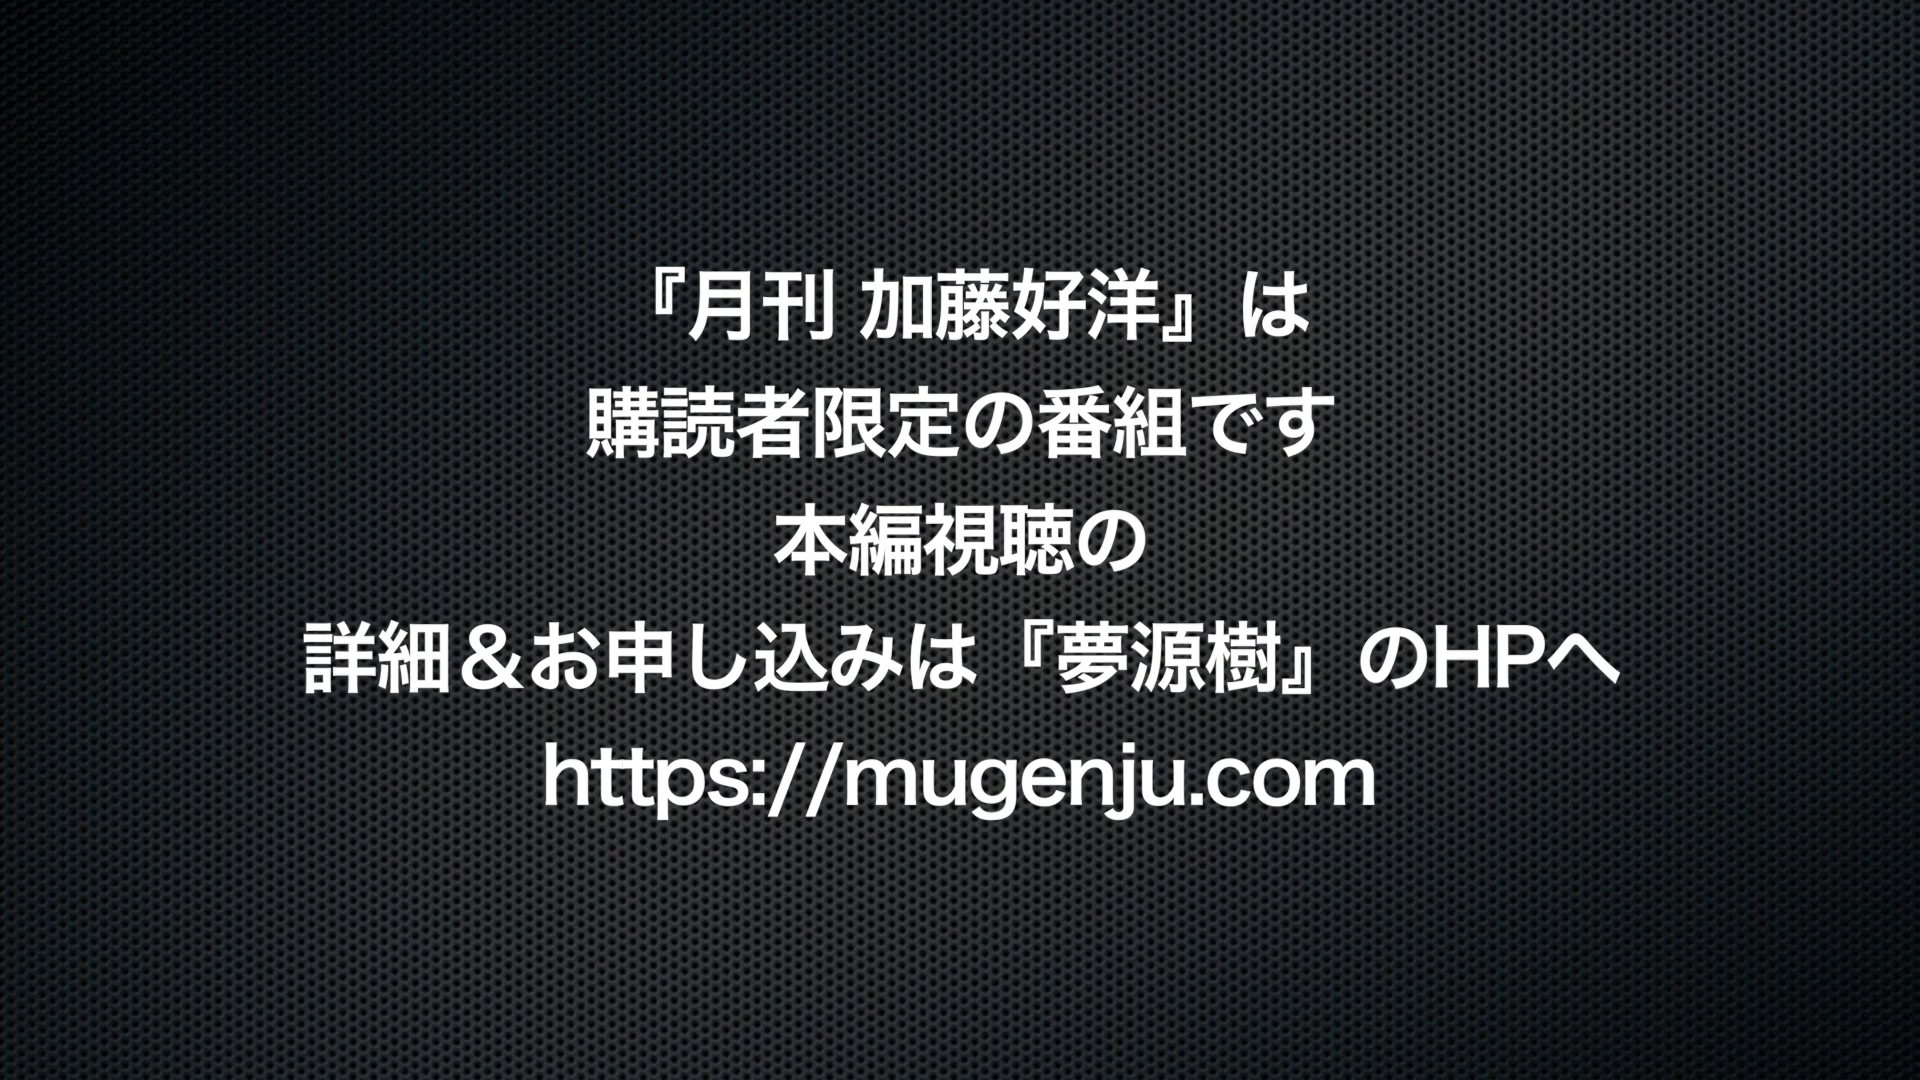 『月刊 加藤好洋』は
購読者限定の番組です
本編視聴の
詳細＆お申し込みは『夢源樹』のHPへ
https://mugenju.com